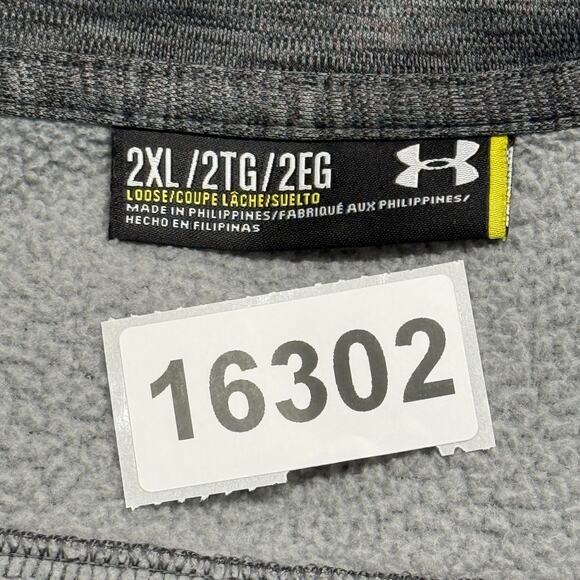 2XL/2TG/2EG
LOOSE/COUPE LÂCHE/SUELTO
MADE IN PHILIPPINES/FABRIQUÉ AUX PHILIPPINES/
HECHO EN FILIPINAS
16302